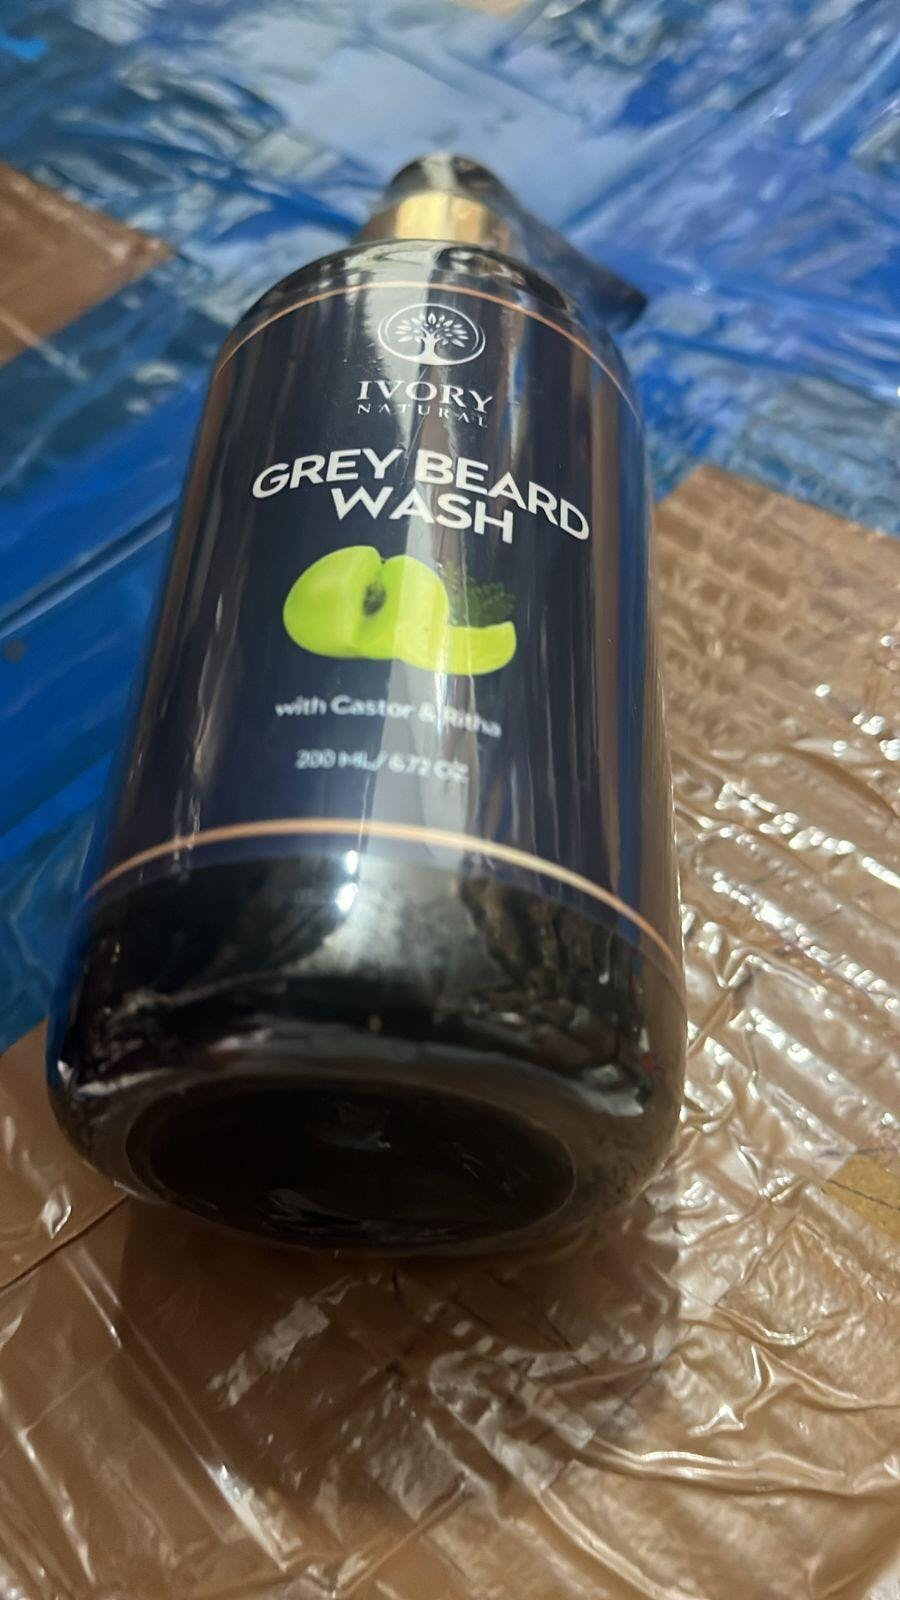 IVORY
NATURAL
GREY BEARD
WASH
with Castor & Ritha
200 ML / 6.72 OZ